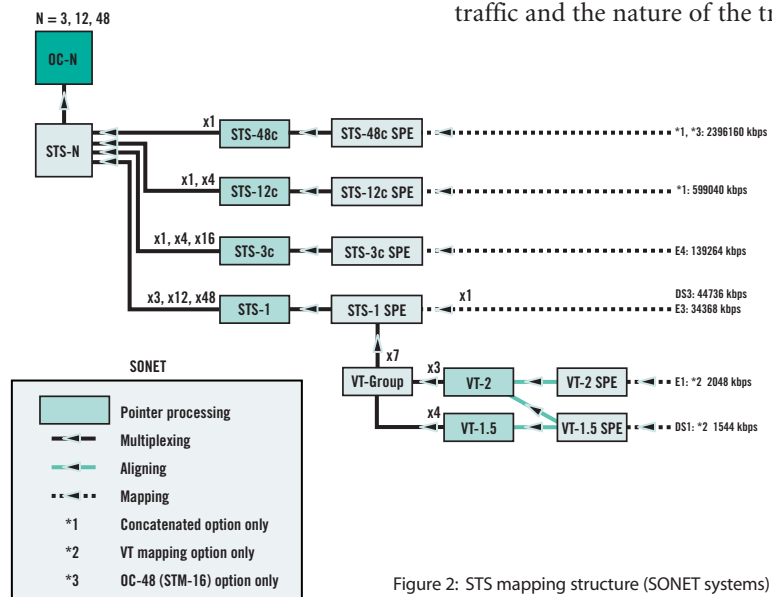 traffic and the nature of the tr
N = 3, 12, 48
OC-N
STS-N
x1
STS-48c
STS-48c SPE
*1, *3: 2396160 kbps
x1, x4
STS-12c
STS-12c SPE
*1: 599040 kbps
x1, x4, x16
STS-3c
STS-3c SPE
E4: 139264 kbps
x3, x12, x48
STS-1
STS-1 SPE
x1
DS3: 44736 kbps
E3: 34368 kbps
x7
VT-Group
x3
VT-2
VT-2 SPE
E1: *2 2048 kbps
x4
VT-1.5
VT-1.5 SPE
DS1: *2 1544 kbps
SONET
Pointer processing
Multiplexing
Aligning
Mapping
*1 Concatenated option only
*2 VT mapping option only
*3 OC-48 (STM-16) option only
Figure 2: STS mapping structure (SONET systems)